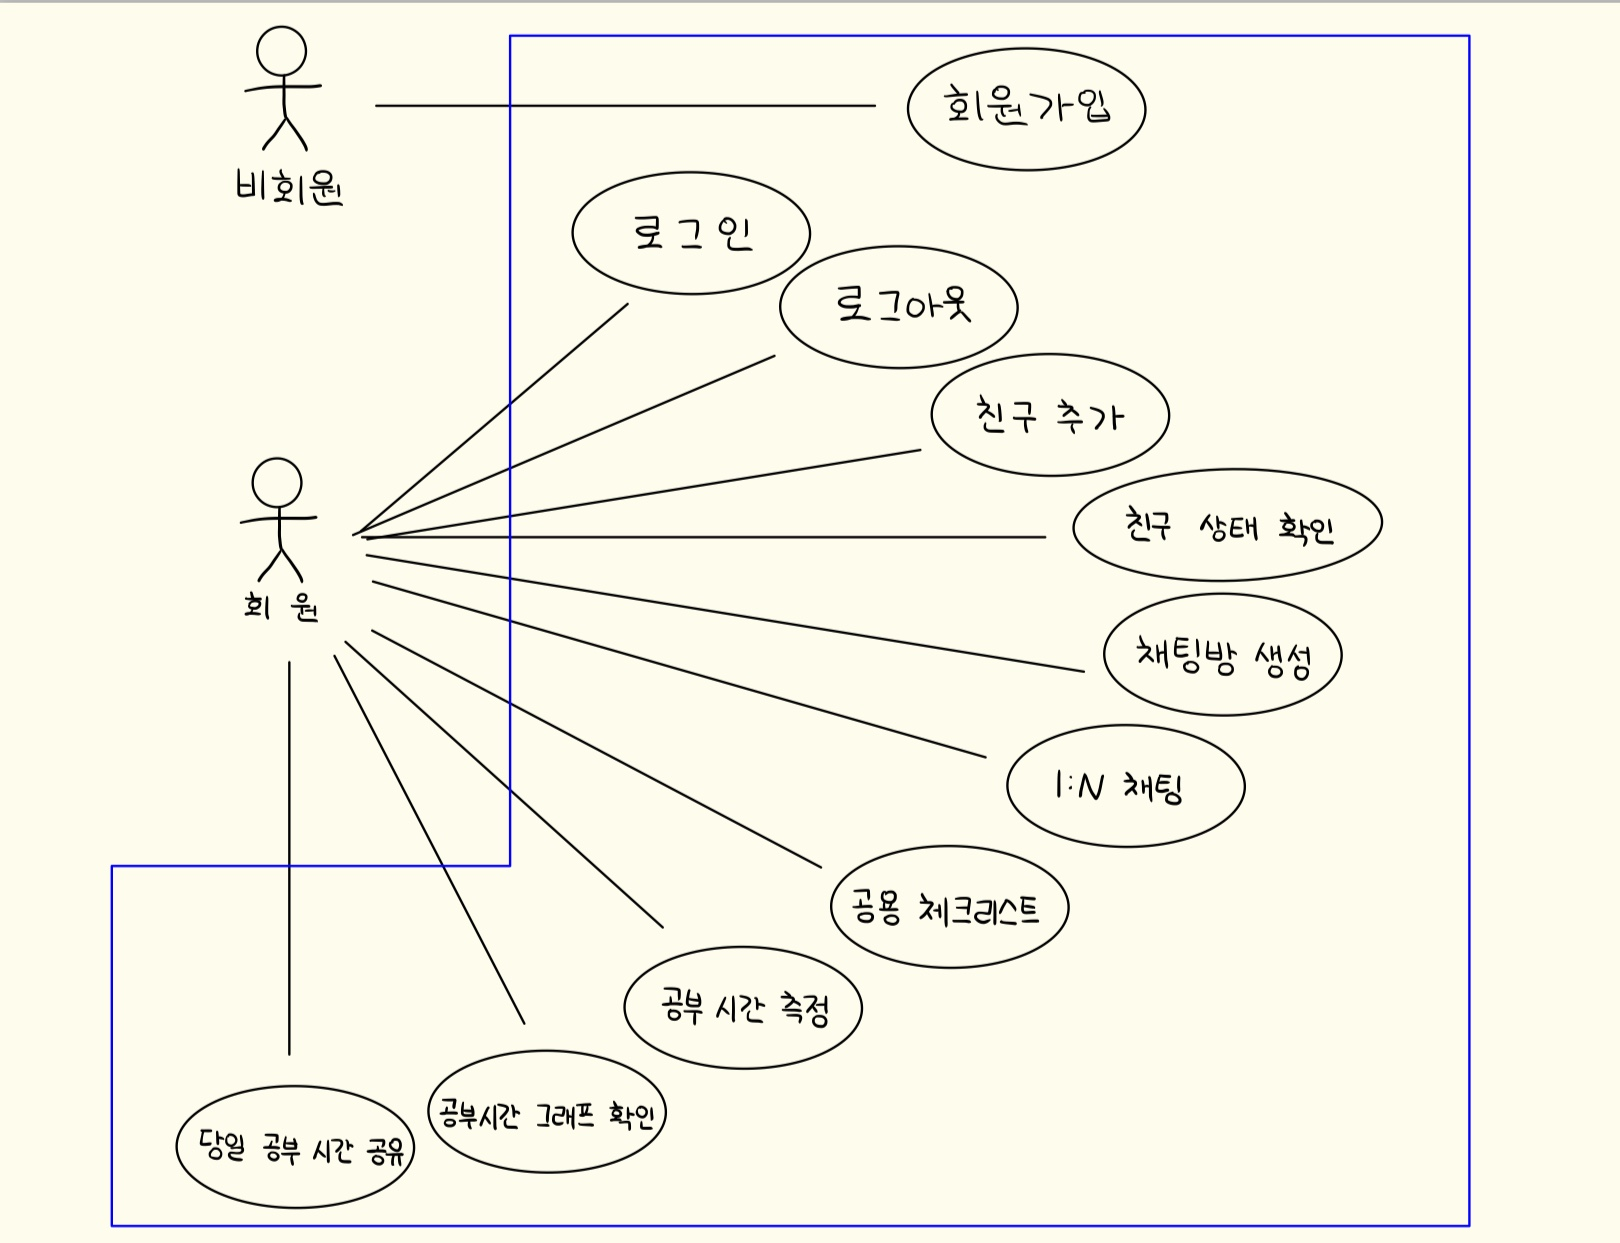 회원가입
비회원
로그인
로그아웃
친구 추가
친구 상태 확인
회원
채팅방 생성
1:N 채팅
공용 체크리스트
공부 시간 측정
공부시간 그래프 확인
당일 공부 시간 공유